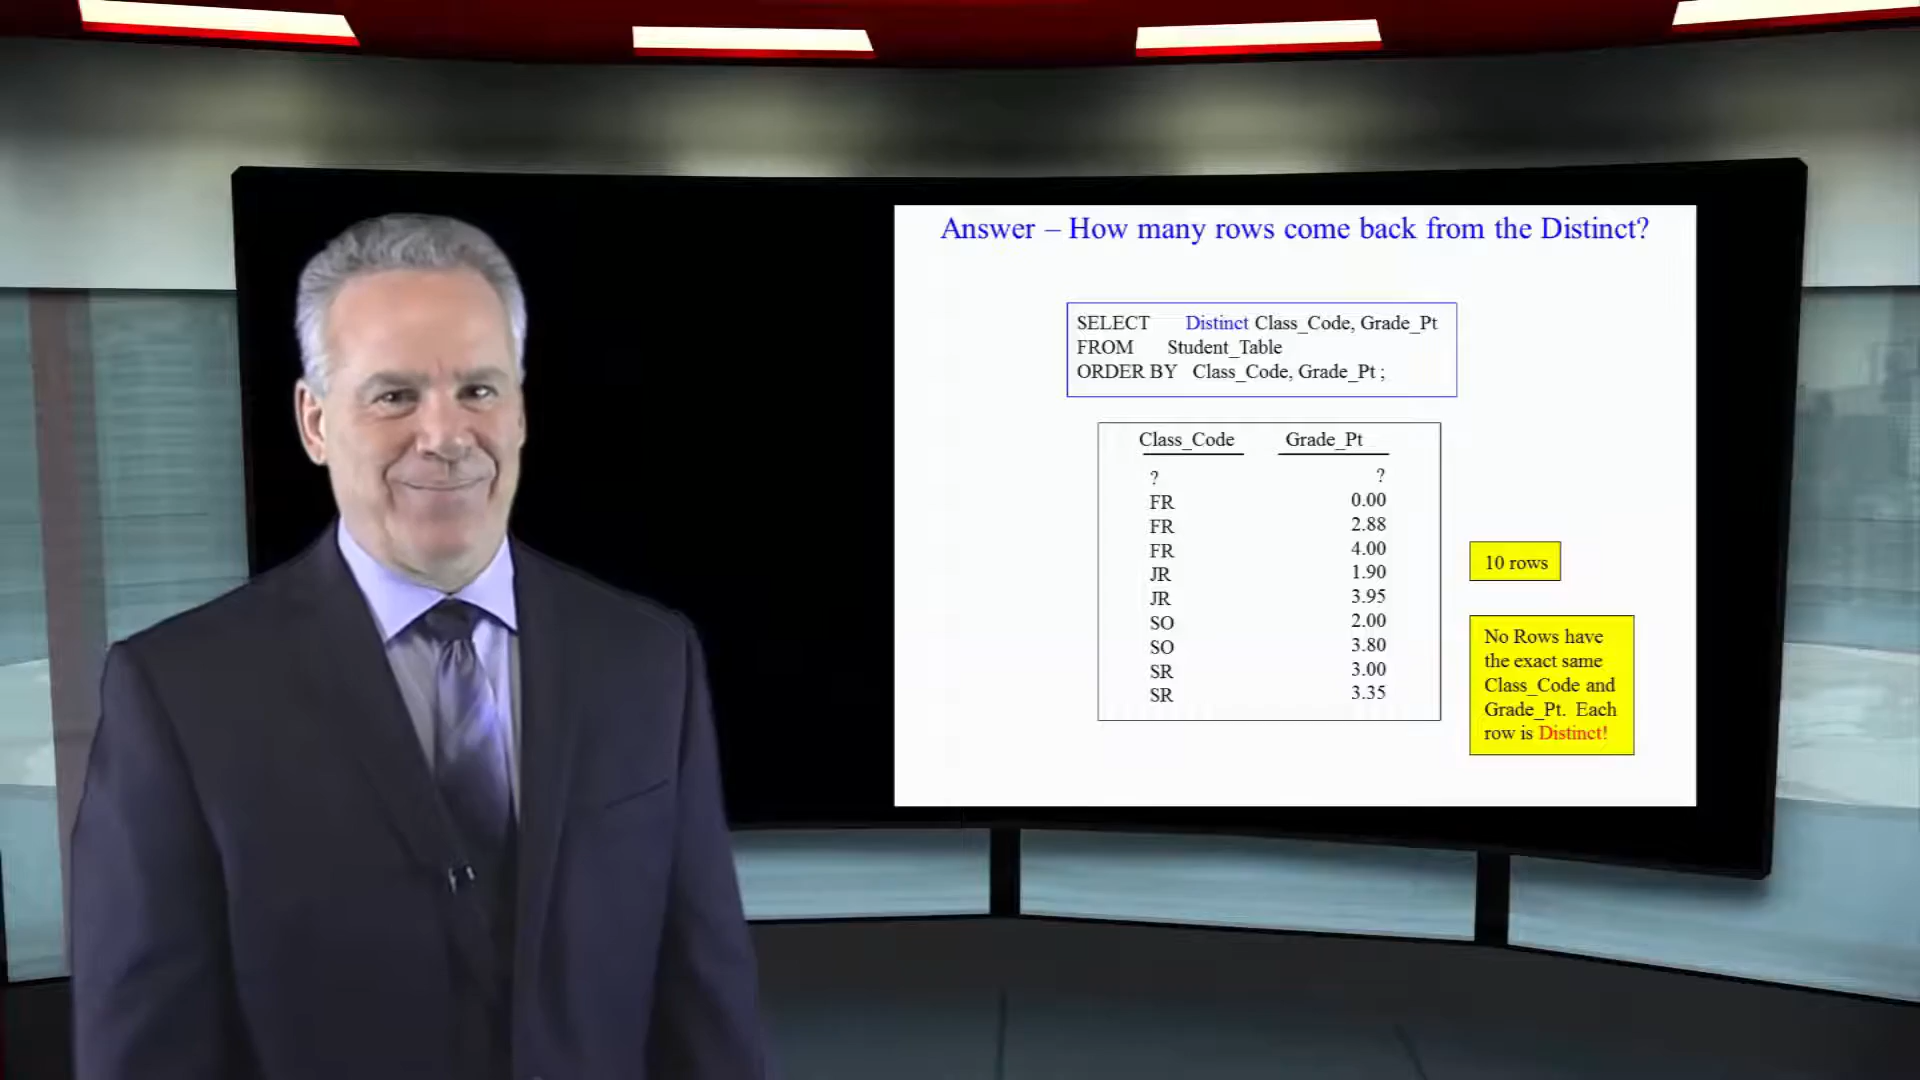 Answer – How many rows come back from the Distinct?
SELECT Distinct Class_Code, Grade_Pt
FROM Student_Table
ORDER BY Class_Code, Grade_Pt ;
Class_Code Grade_Pt
? ?
FR 0.00
FR 2.88
FR 4.00
JR 1.90
JR 3.95
SO 2.00
SO 3.80
SR 3.00
SR 3.35
10 rows
No Rows have
the exact same
Class_Code and
Grade_Pt. Each
row is Distinct!